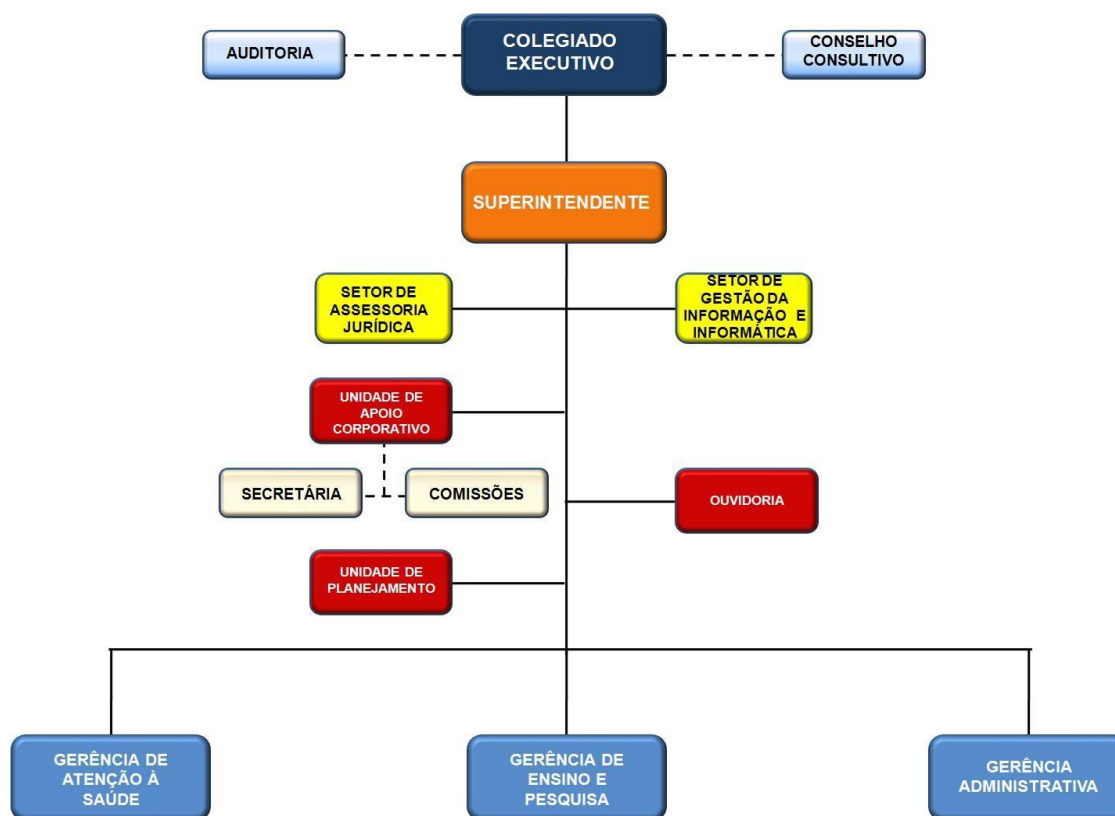 AUDITORIA
COLEGIADO
EXECUTIVO
CONSELHO
CONSULTIVO
SUPERINTENDENTE
SETOR DE
ASSESSORIA
JURÍDICA
SETOR DE
GESTÃO DA
INFORMAÇÃO E
INFORMÁTICA
UNIDADE DE
APOIO
CORPORATIVO
SECRETÁRIA
COMISSÕES
OUVIDORIA
UNIDADE DE
PLANEJAMENTO
GERÊNCIA DE
ATENÇÃO À
SAÚDE
GERÊNCIA DE
ENSINO E
PESQUISA
GERÊNCIA
ADMINISTRATIVA